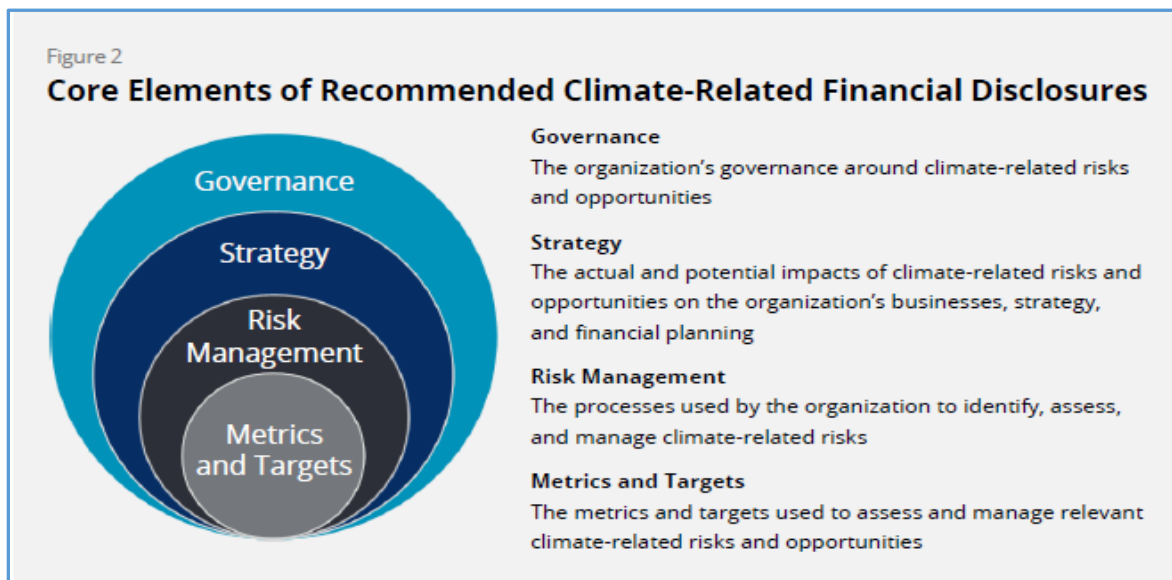 Figure 2
Core Elements of Recommended Climate-Related Financial Disclosures
Governance
Strategy
Risk
Management
Metrics
and Targets
Governance
The organization’s governance around climate-related risks
and opportunities
Strategy
The actual and potential impacts of climate-related risks and
opportunities on the organization’s businesses, strategy,
and financial planning
Risk Management
The processes used by the organization to identify, assess,
and manage climate-related risks
Metrics and Targets
The metrics and targets used to assess and manage relevant
climate-related risks and opportunities